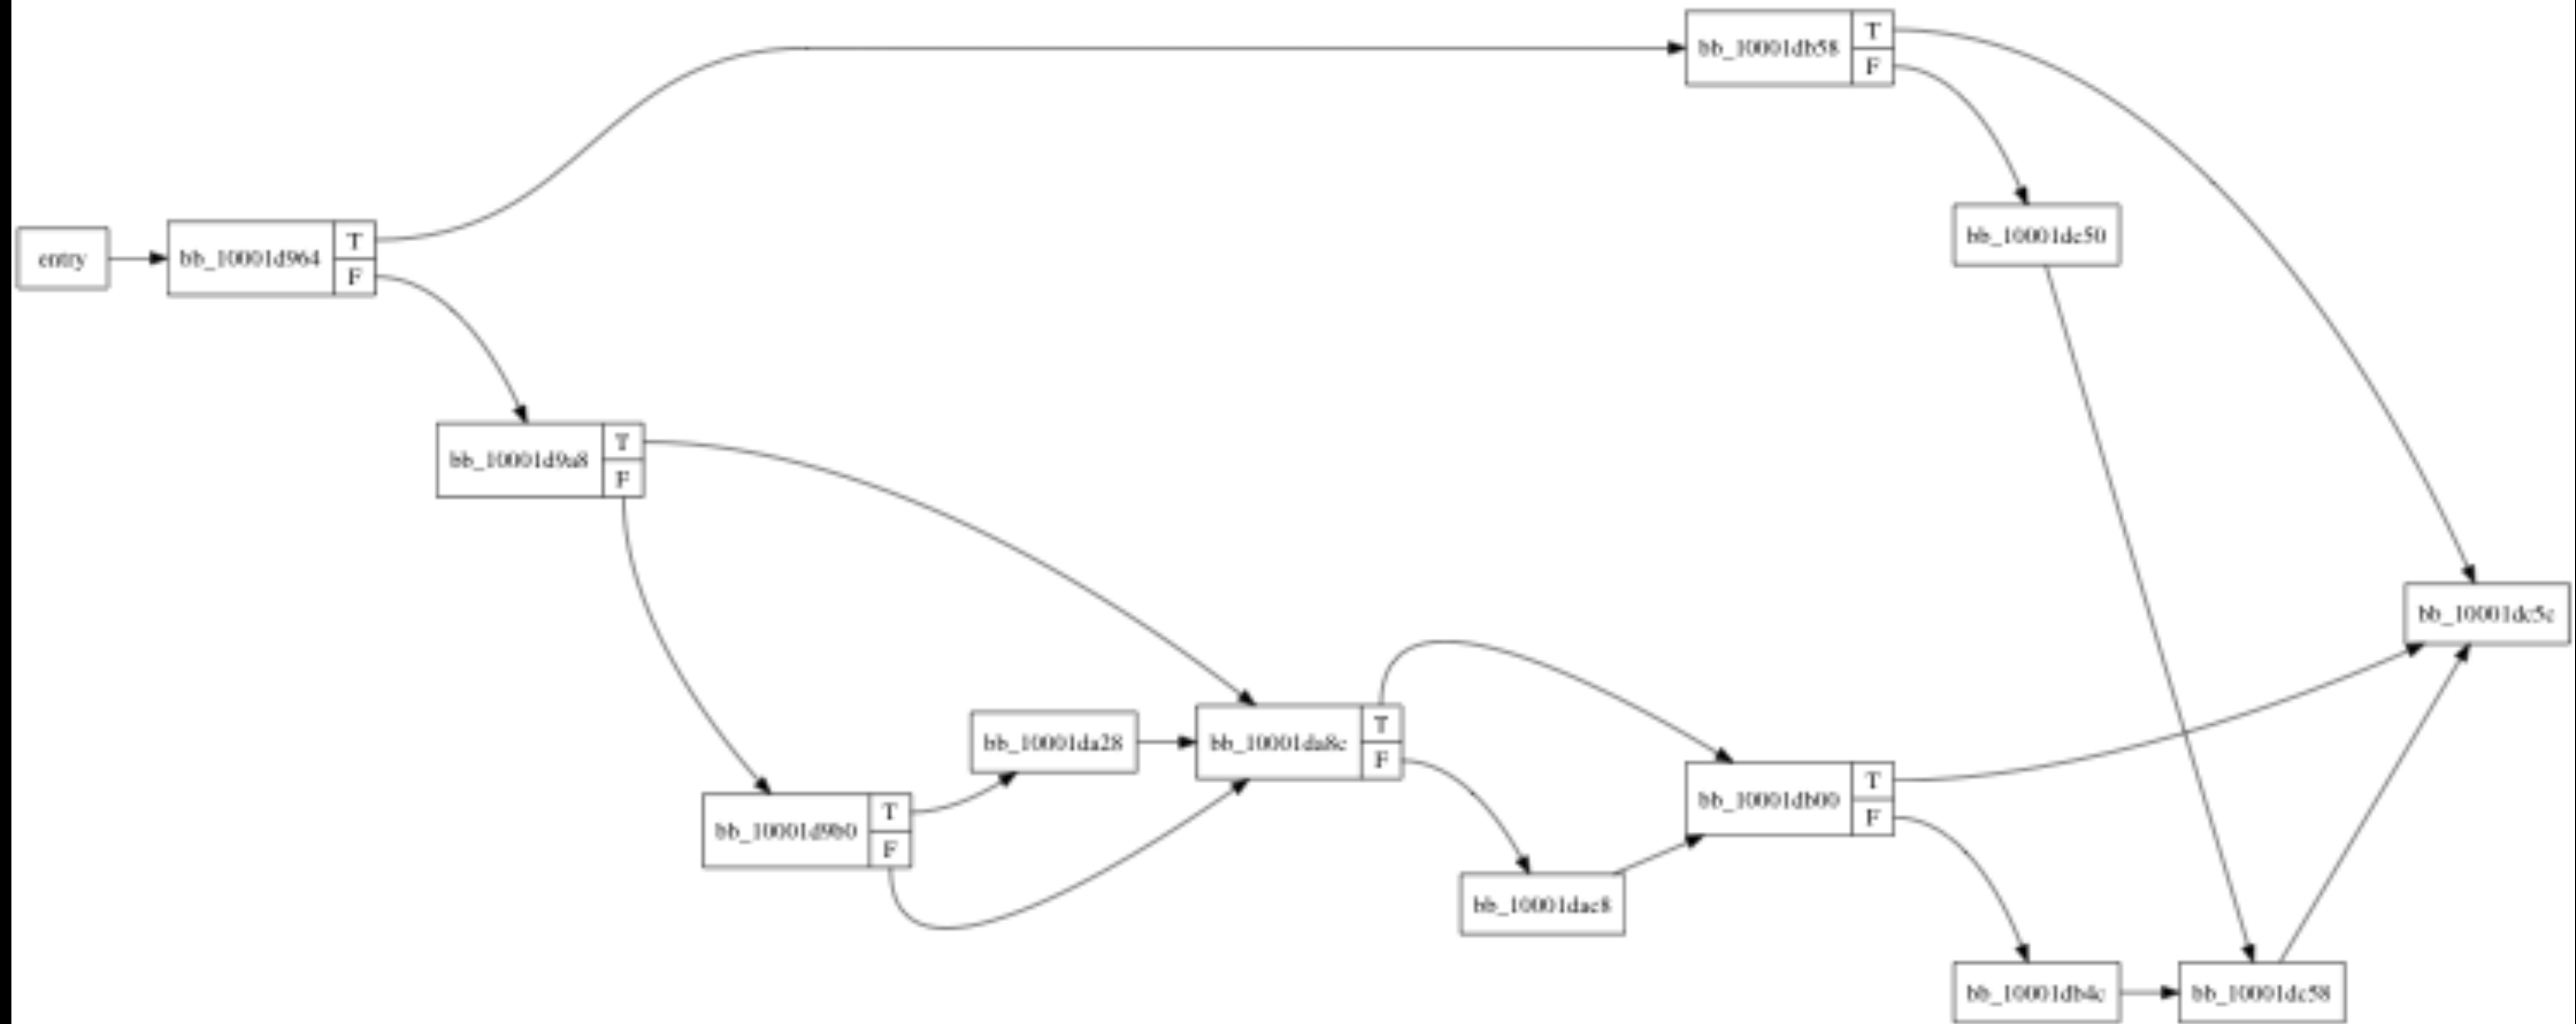 bb_10001db58
T
F
entry
bb_10001d964
T
F
bb_10001dc50
bb_10001d9a8
T
F
bb_10001dc5c
bb_10001da28
bb_10001da8c
T
F
bb_10001db00
T
F
bb_10001d9b0
T
F
bb_10001dac8
bb_10001db4c
bb_10001dc58